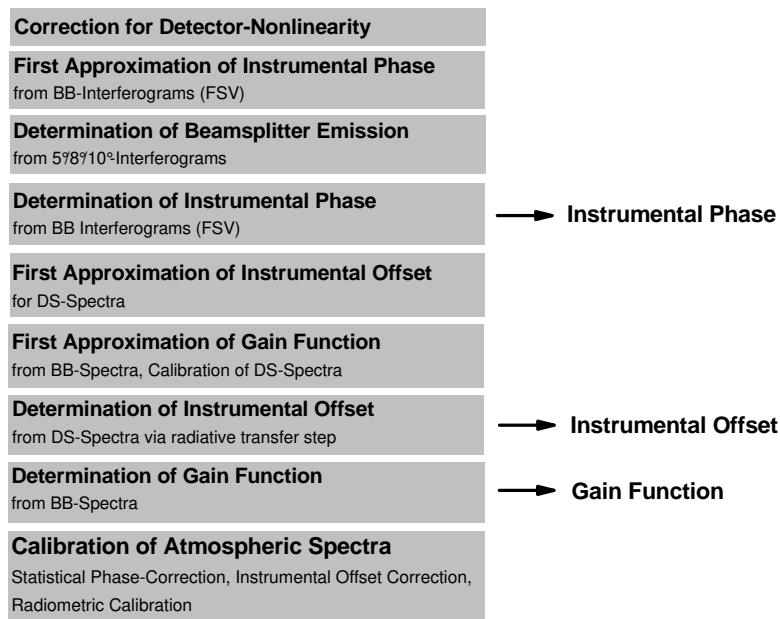 Correction for Detector-Nonlinearity
First Approximation of Instrumental Phase
from BB-Interferograms (FSV)
Determination of Beamsplitter Emission
from 5°/8°/10°-Interferograms
Determination of Instrumental Phase
from BB Interferograms (FSV)
Instrumental Phase
First Approximation of Instrumental Offset
for DS-Spectra
First Approximation of Gain Function
from BB-Spectra, Calibration of DS-Spectra
Determination of Instrumental Offset
from DS-Spectra via radiative transfer step
Instrumental Offset
Determination of Gain Function
from BB-Spectra
Gain Function
Calibration of Atmospheric Spectra
Statistical Phase-Correction, Instrumental Offset Correction,
Radiometric Calibration